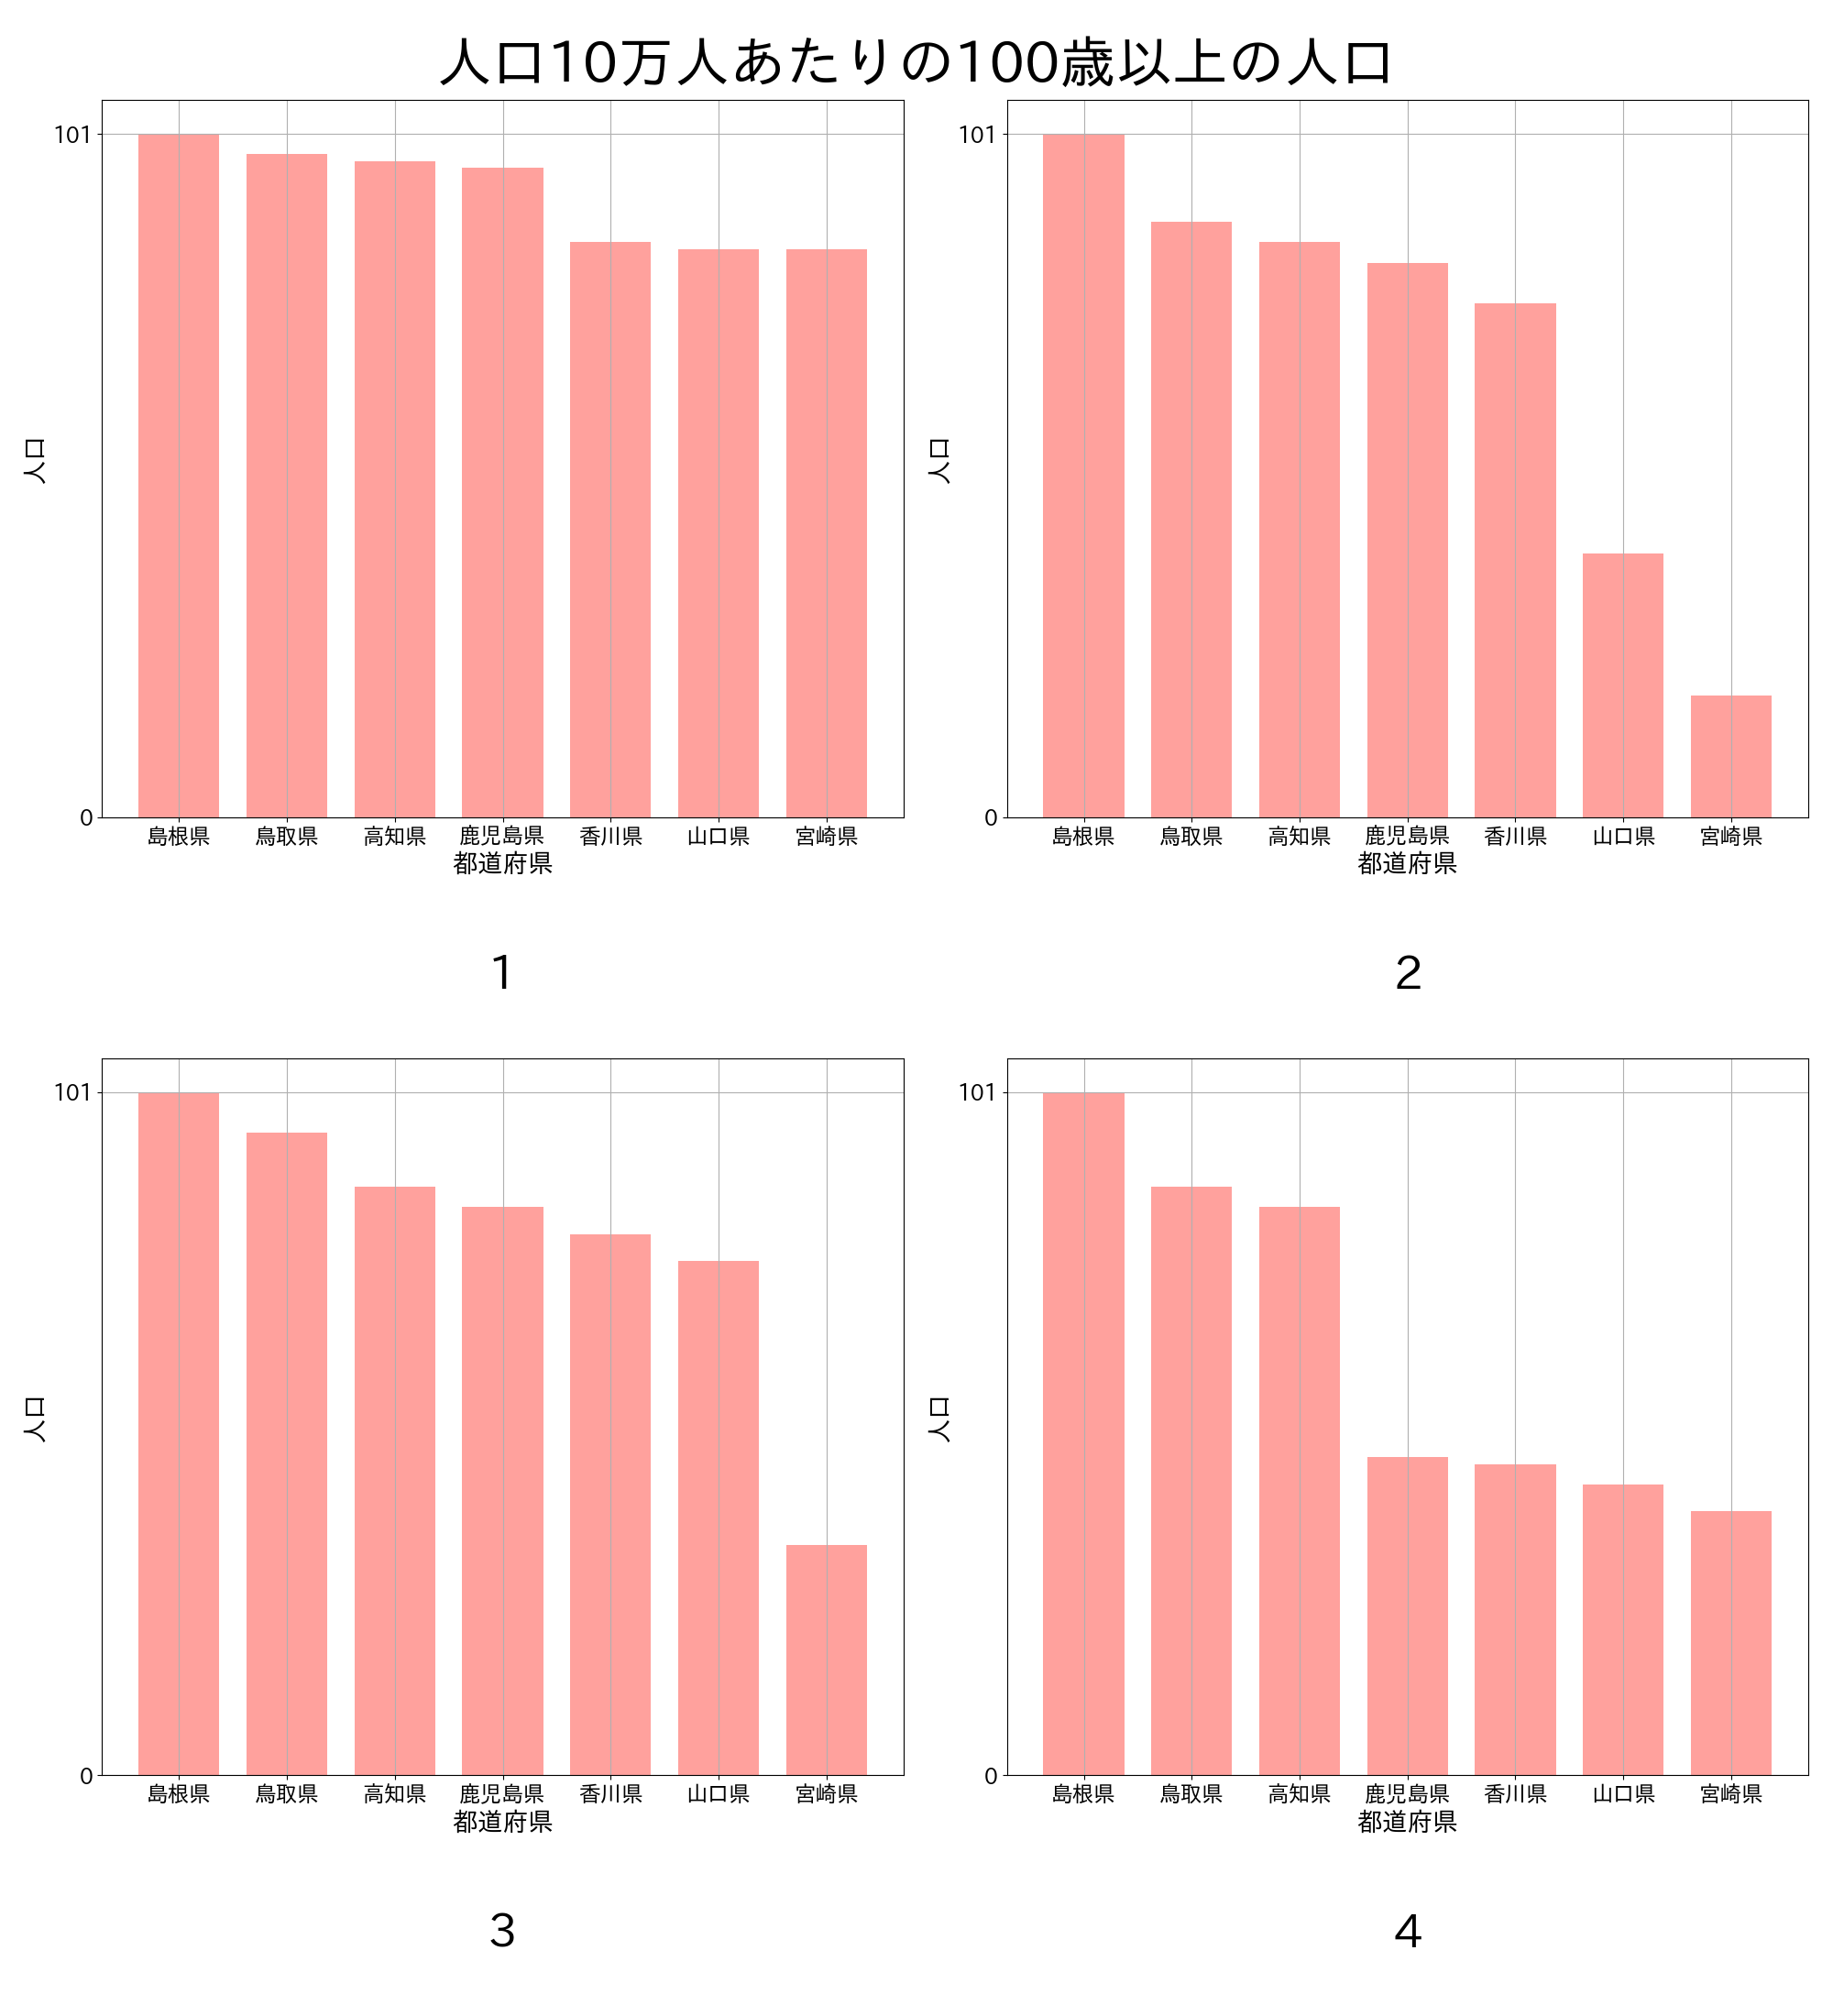 人口10万人あたりの100歳以上の人口
101
0
人口
島根県 鳥取県 高知県 鹿児島県 香川県 山口県 宮崎県
都道府県
1
101
0
人口
島根県 鳥取県 高知県 鹿児島県 香川県 山口県 宮崎県
都道府県
2
101
0
人口
島根県 鳥取県 高知県 鹿児島県 香川県 山口県 宮崎県
都道府県
3
101
0
人口
島根県 鳥取県 高知県 鹿児島県 香川県 山口県 宮崎県
都道府県
4